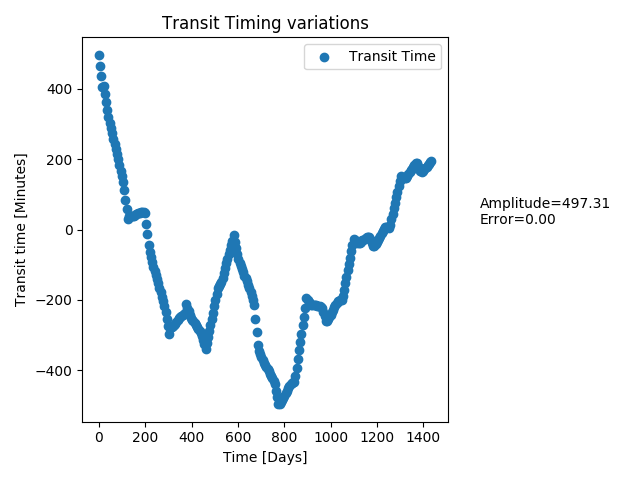 Transit Timing variations
Transit Time
Transit time [Minutes]
400
200
0
−200
−400
0 200 400 600 800 1000 1200 1400
Time [Days]
Amplitude=497.31
Error=0.00